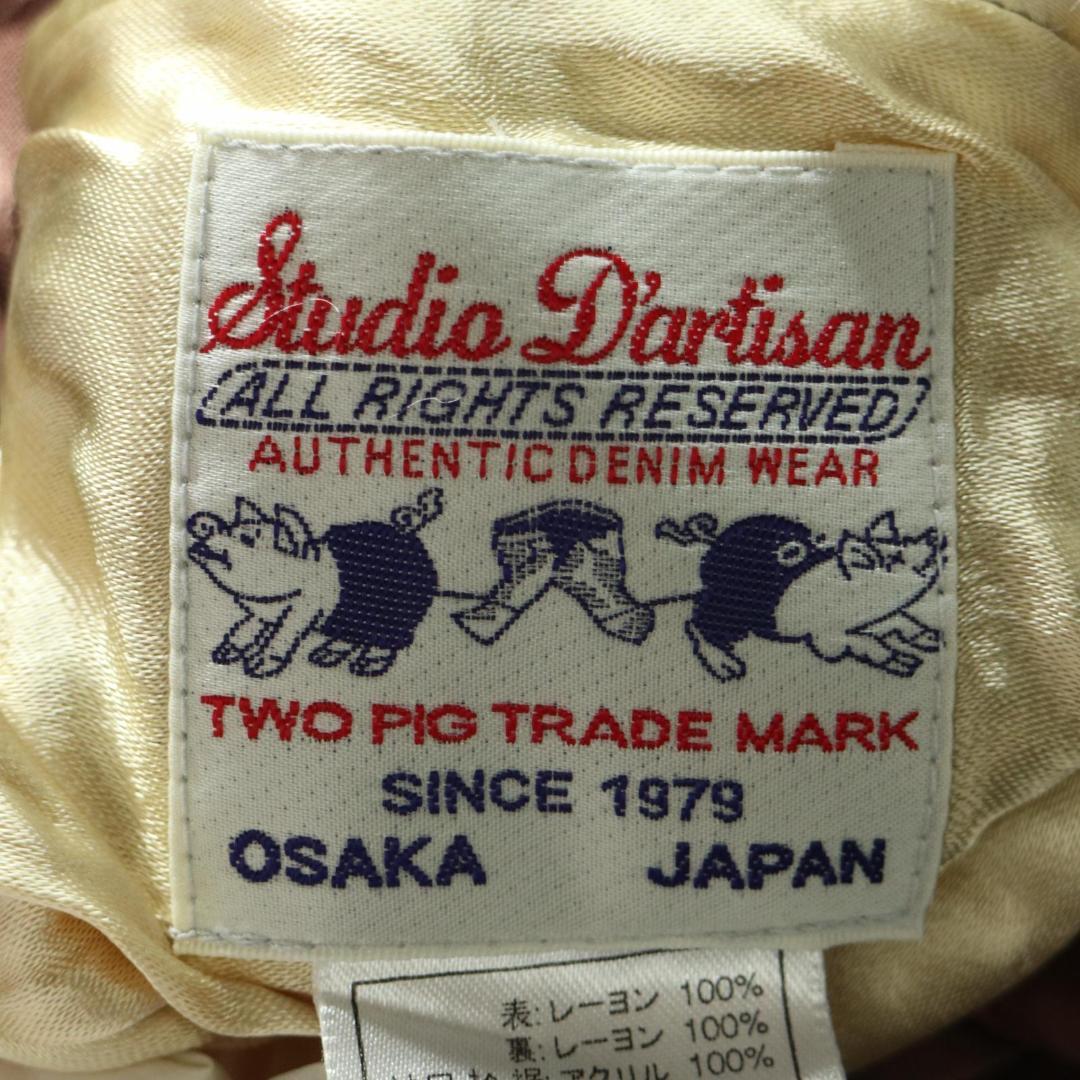 Studio D'artisan
ALL RIGHTS RESERVED
AUTHENTIC DENIM WEAR
TWO PIG TRADE MARK
SINCE 1979
OSAKA JAPAN
表:レーヨン 100%
裏:レーヨン 100%
アクリル 100%